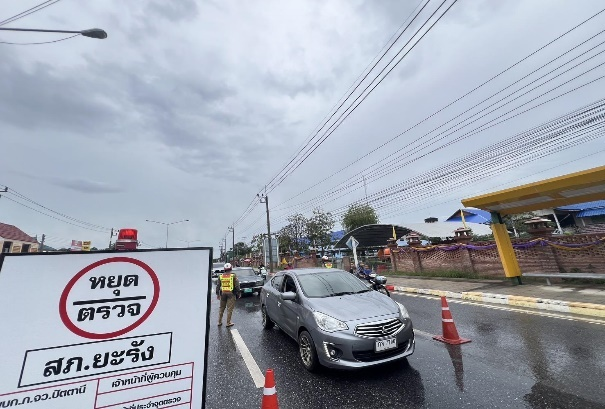 หยุด
ตรวจ
สภ.ยะรัง
ภ.จว.ปัตตานี
เจ้าหน้าที่ผู้ควบคุม